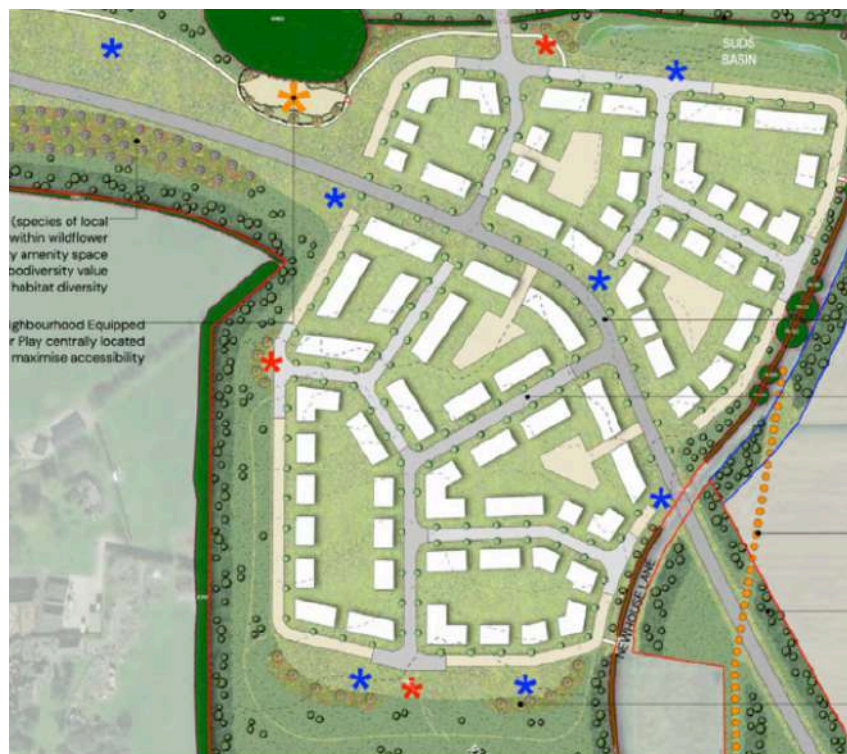 SUDS
BASIN
(species of local
within wildflower
y amenity space
biodiversity value
habitat diversity
ighbourhood Equipped
r Play centrally located
maximise accessibility
NEWHOUSE LANE